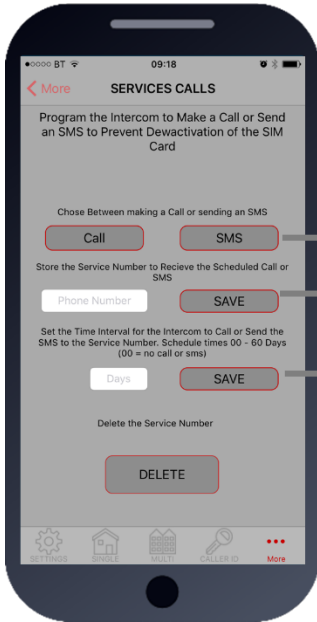 BT 09:18
More SERVICES CALLS
Program the Intercom to Make a Call or Send
an SMS to Prevent Dewactivation of the SIM
Card
Chose Between making a Call or sending an SMS
Call SMS
Store the Service Number to Recieve the Scheduled Call or
SMS
Phone Number SAVE
Set the Time Interval for the Intercom to Call or Send the
SMS to the Service Number. Schedule times 00 - 60 Days
(00 = no call or sms)
Days SAVE
Delete the Service Number
DELETE
SETTINGS SINGLE MULTI CALLER ID More